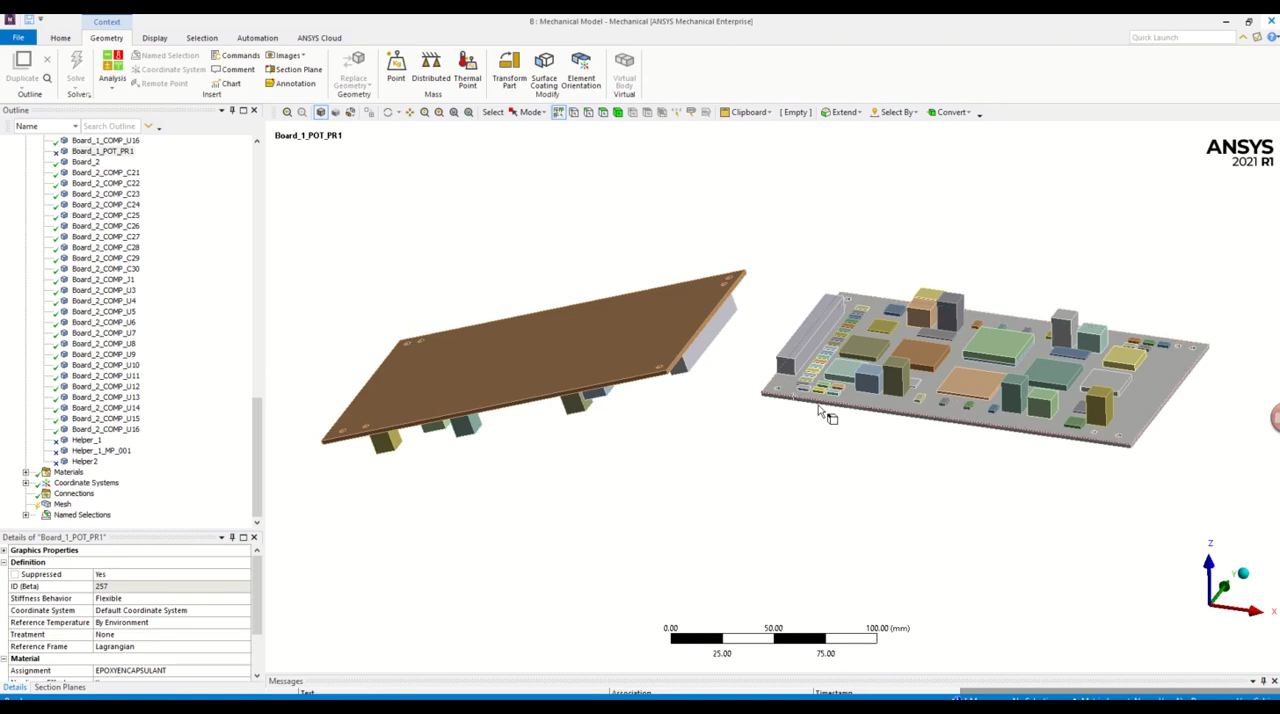 Context
B : Mechanical Model - Mechanical [ANSYS Mechanical Enterprise]
File Home Geometry Display Selection Automation ANSYS Cloud
Quick Launch
Duplicate
Outline
Solve
Solver
Analysis
Named Selection
Coordinate System
Remote Point
Commands
Comment
Chart
Images
Section Plane
Annotation
Insert
Replace Geometry
Geometry
Point Distributed Thermal Point
Mass
Transform Part
Surface Coating
Element Orientation
Modify
Virtual Body
Virtual
Outline
Select Mode Clipboard [ Empty ] Extend Select By Convert
Name Search Outline
Board_1_COMP_U16
Board_1_POT_PR1
Board_2
Board_2_COMP_C21
Board_2_COMP_C22
Board_2_COMP_C23
Board_2_COMP_C24
Board_2_COMP_C25
Board_2_COMP_C26
Board_2_COMP_C27
Board_2_COMP_C28
Board_2_COMP_C29
Board_2_COMP_C30
Board_2_COMP_J1
Board_2_COMP_U3
Board_2_COMP_U4
Board_2_COMP_U5
Board_2_COMP_U6
Board_2_COMP_U7
Board_2_COMP_U8
Board_2_COMP_U9
Board_2_COMP_U10
Board_2_COMP_U11
Board_2_COMP_U12
Board_2_COMP_U13
Board_2_COMP_U14
Board_2_COMP_U15
Board_2_COMP_U16
Helper_1
Helper_1_MP_001
Helper2
Materials
Coordinate Systems
Connections
Mesh
Named Selections
Details of "Board_1_POT_PR1"
Graphics Properties
Definition
Suppressed Yes
ID (Beta) 257
Stiffness Behavior Flexible
Coordinate System Default Coordinate System
Reference Temperature By Environment
Treatment None
Reference Frame Lagrangian
Material
Assignment EPOXYENCAPSULANT
Details Section Planes
Board_1_POT_PR1
ANSYS
2021 R1
Z
Y
X
0.00 50.00 100.00 (mm)
25.00 75.00
Messages
Text Association Timestamp